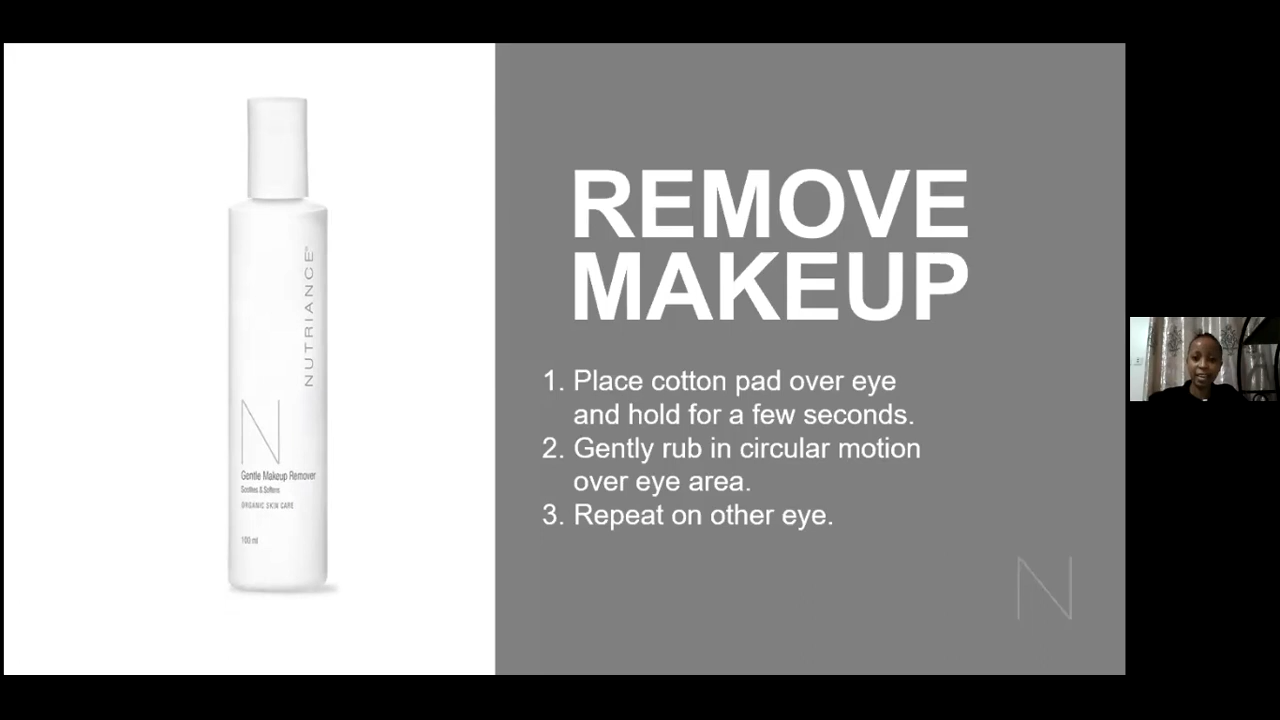 NUTRIANCE®
N
Gentle Makeup Remover
Soothes & Softens
ORGANIC SKIN CARE
100 ml
REMOVE
MAKEUP
1. Place cotton pad over eye
and hold for a few seconds.
2. Gently rub in circular motion
over eye area.
3. Repeat on other eye.
N